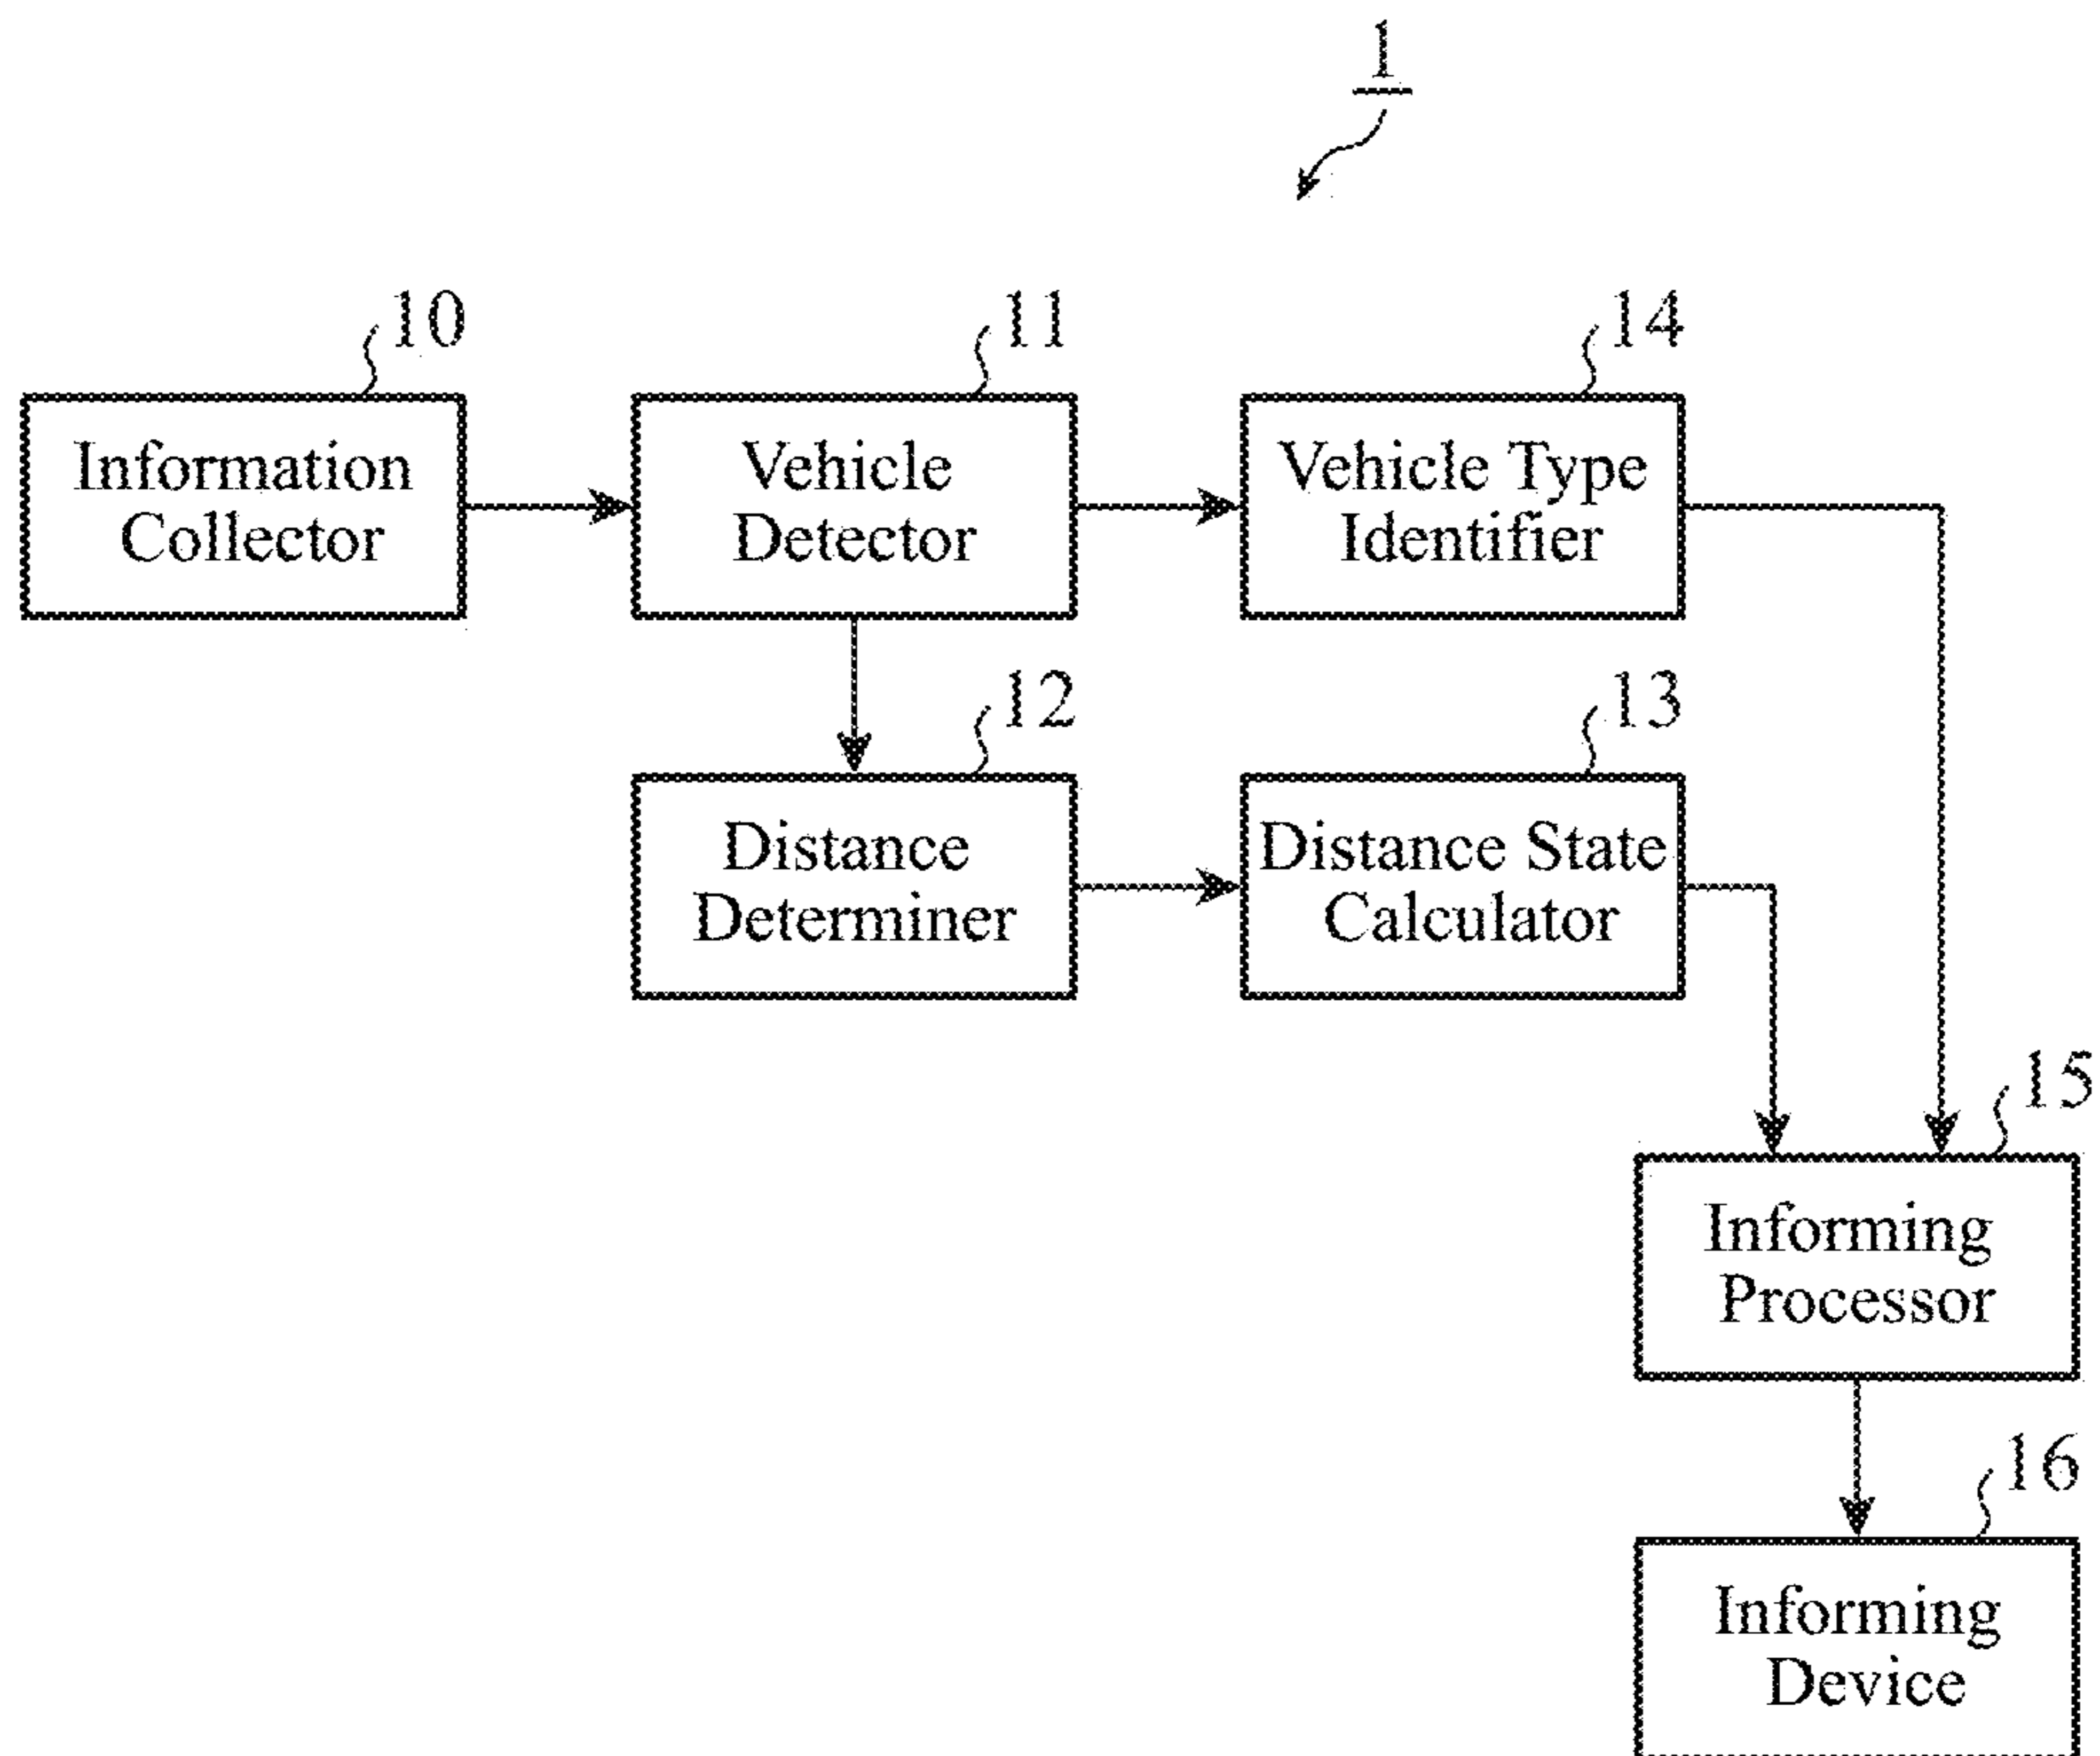 1
10
11
14
Information
Collector
Vehicle
Detector
Vehicle Type
Identifier
12
13
Distance
Determiner
Distance State
Calculator
15
Informing
Processor
16
Informing
Device